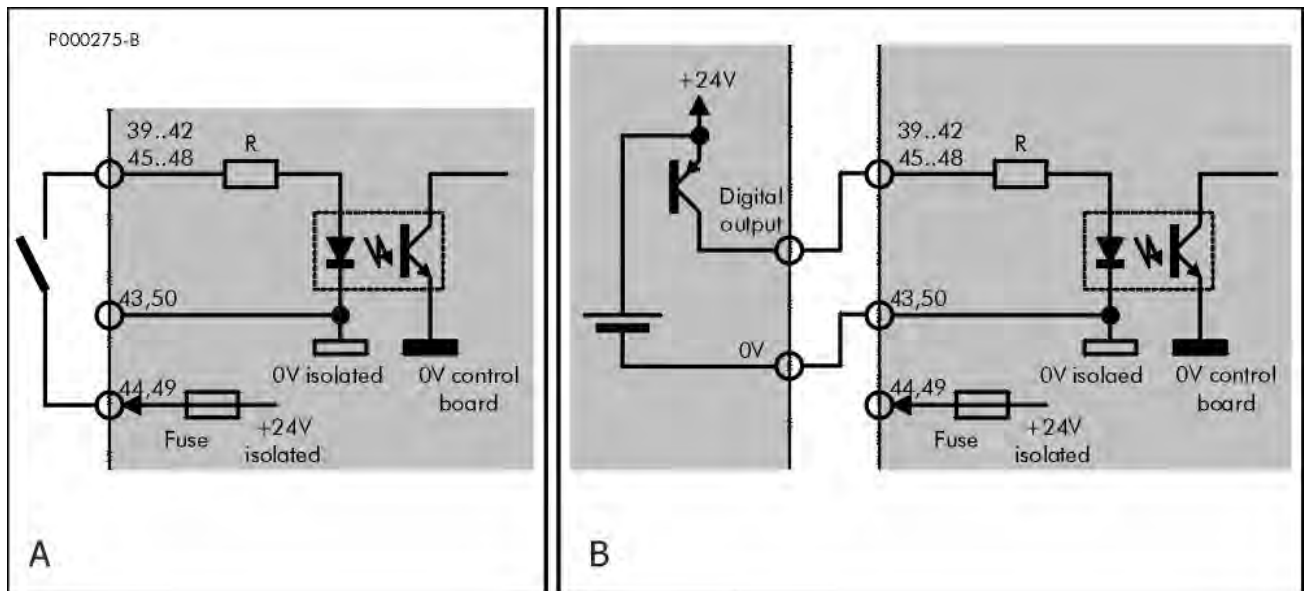 P000275-B
39..42
45..48
R
43,50
0V isolated
0V control
board
44,49
Fuse
+24V
isolated
A
+24V
Digital
output
0V
39..42
45..48
R
43,50
0V isolaed
0V control
board
44,49
Fuse
+24V
isolated
B